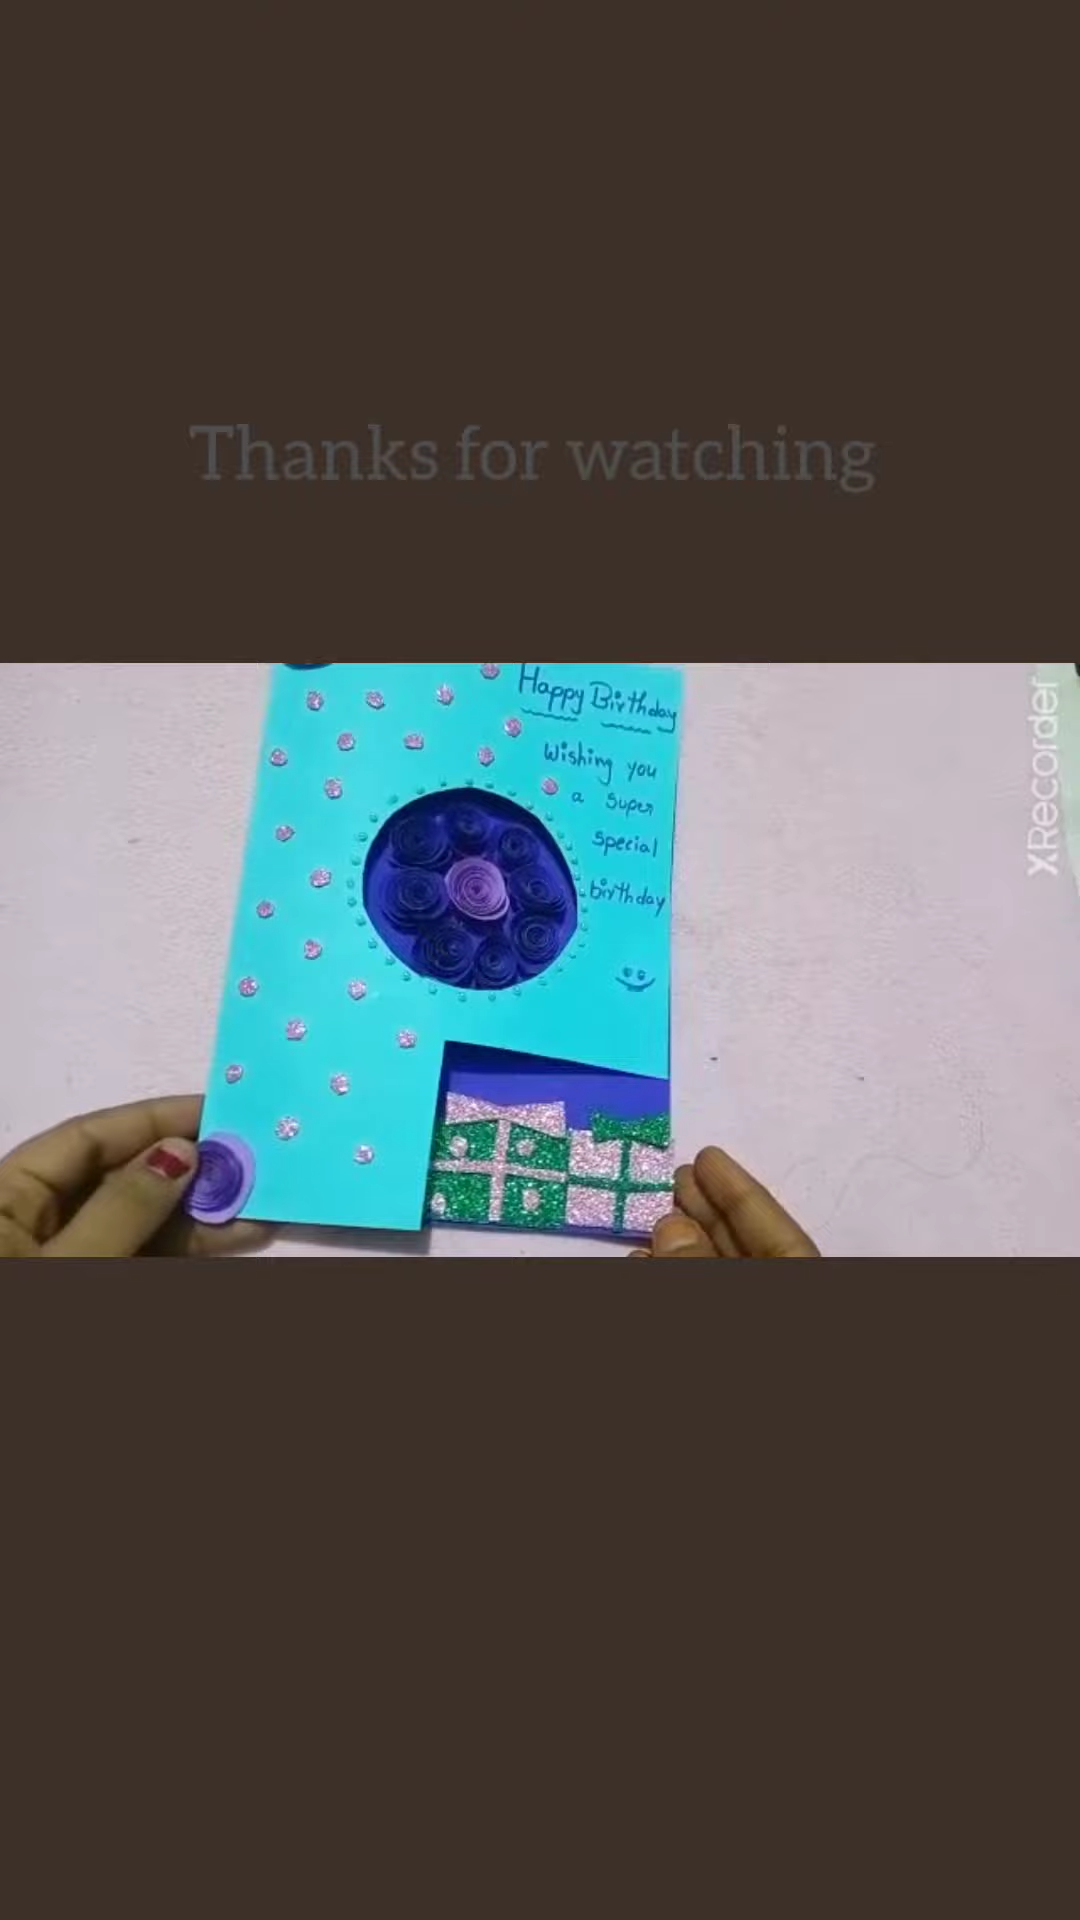 Thanks for watching
Happy Birthday
Wishing you
a super
special
birthday
XRecorder